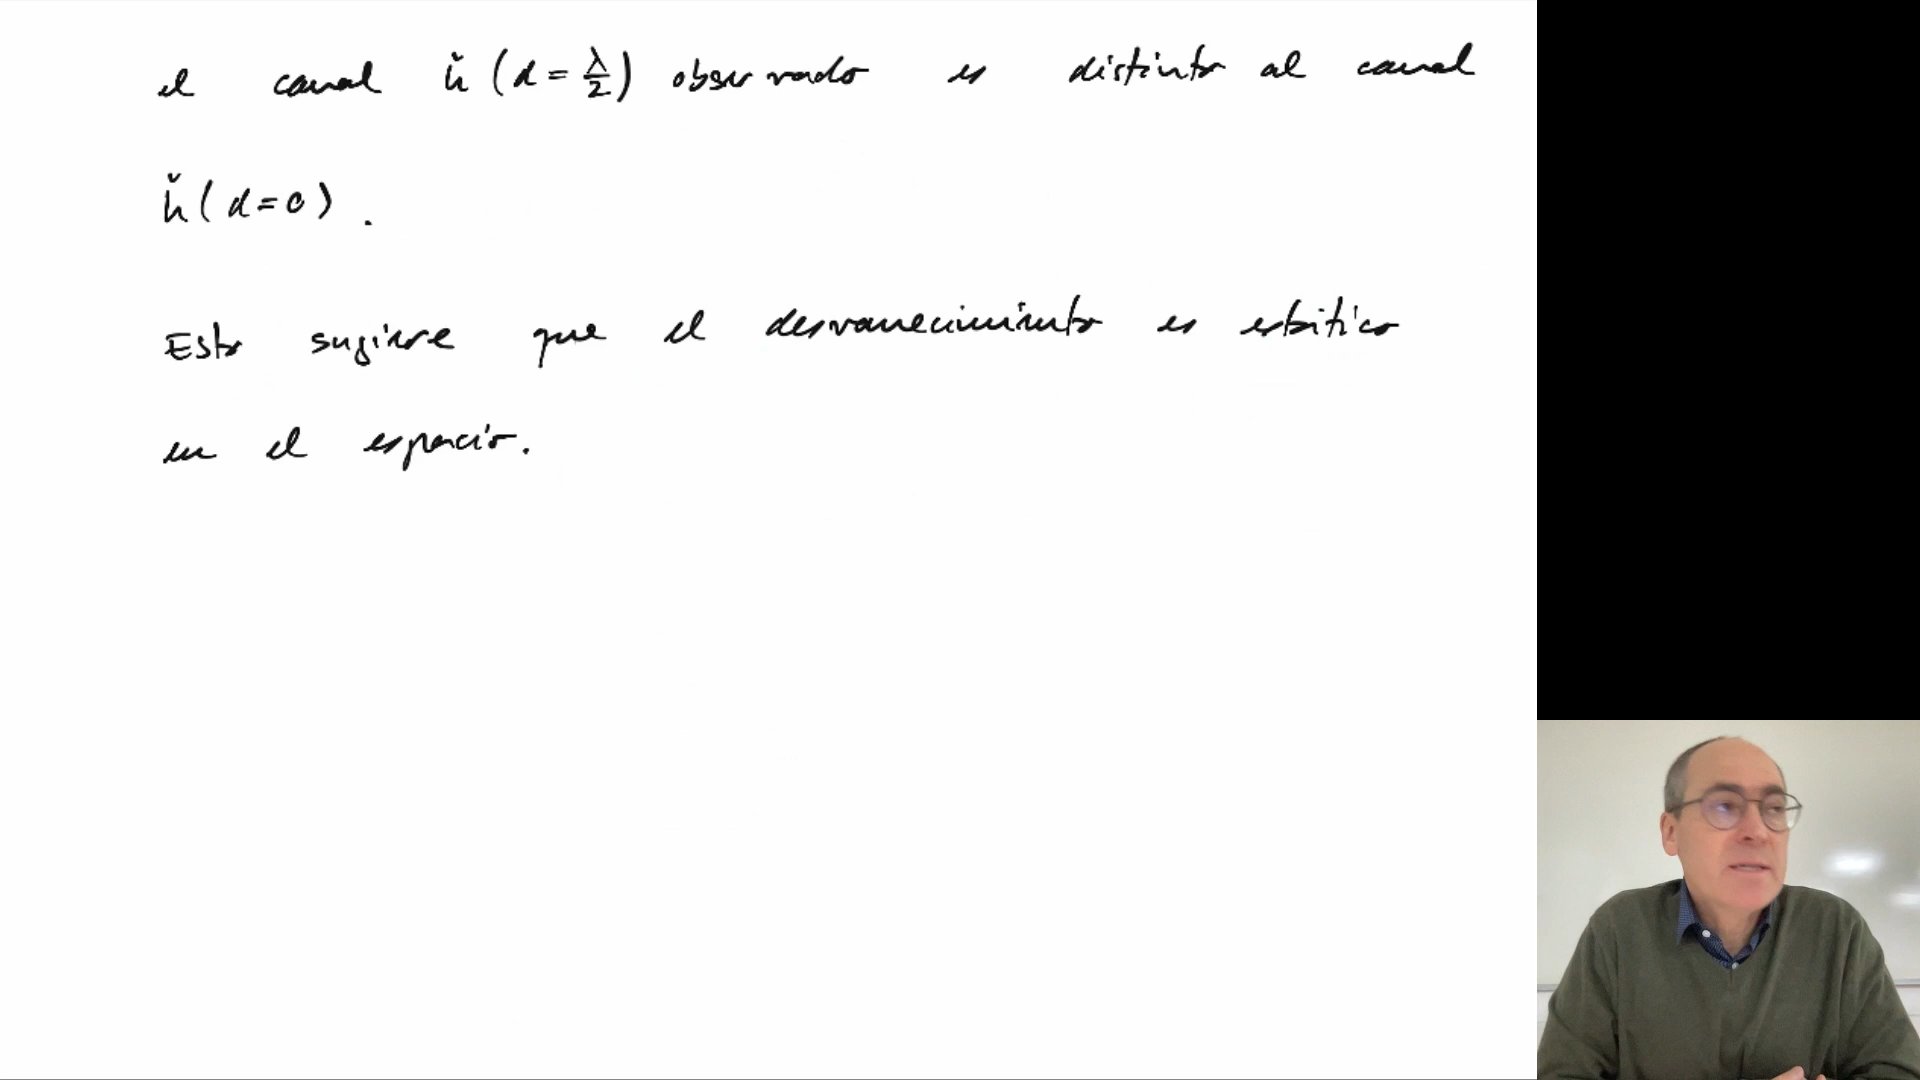 el canal ȟ (d = λ/2) observado es distinto al canal
ȟ(d=0).
Esto sugiere que el desvanecimiento es estático
en el espacio.